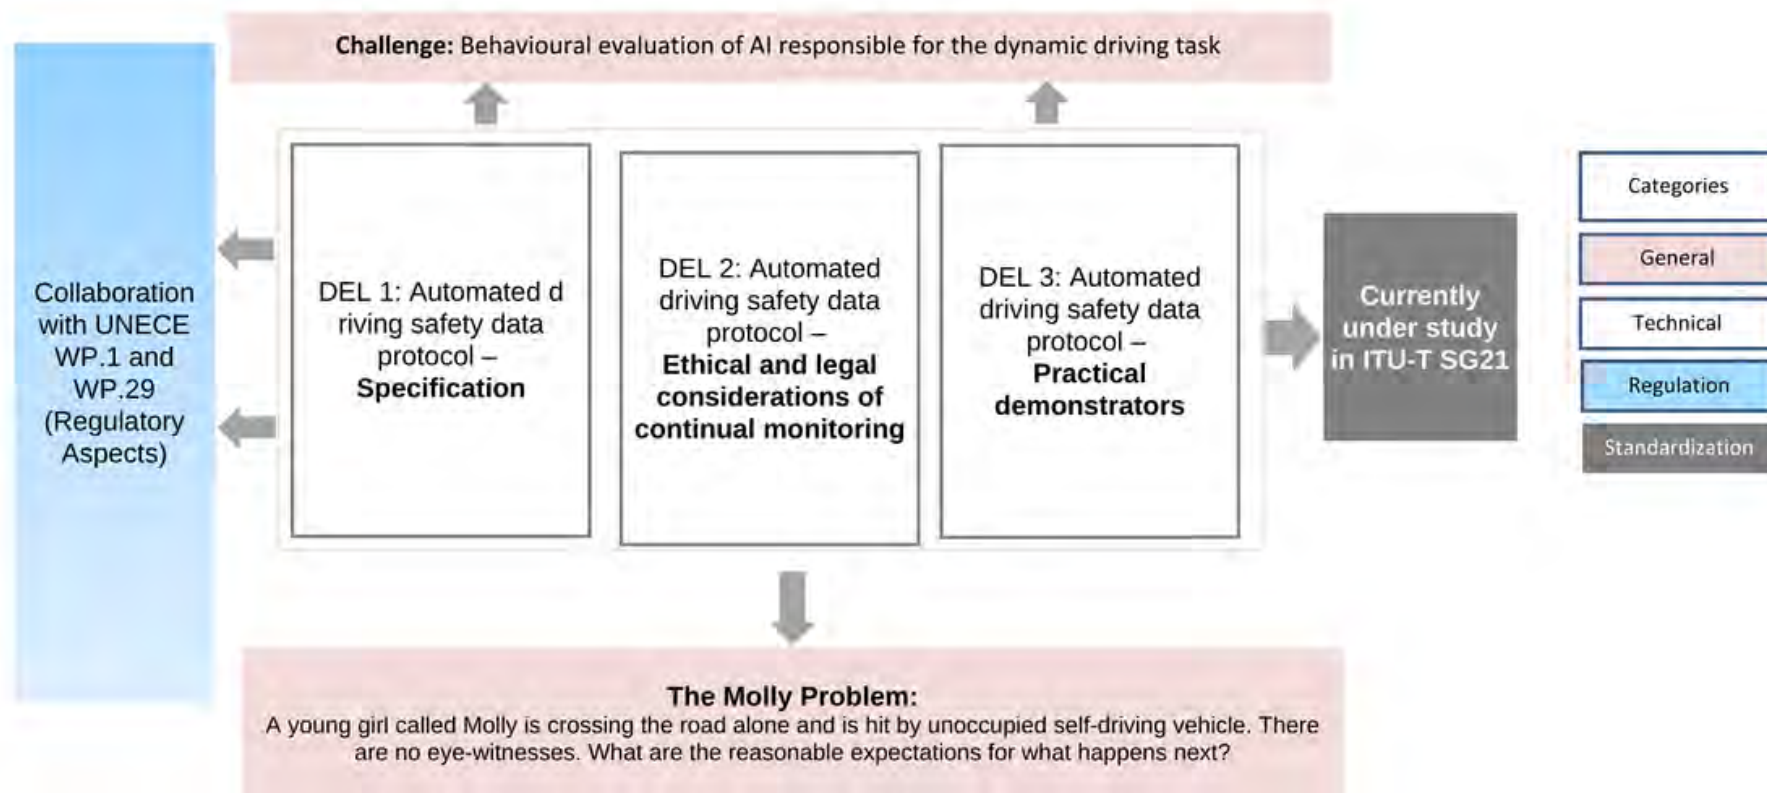 Challenge: Behavioural evaluation of AI responsible for the dynamic driving task
Collaboration
with UNECE
WP.1 and
WP.29
(Regulatory
Aspects)
DEL 1: Automated d
riving safety data
protocol –
Specification
DEL 2: Automated
driving safety data
protocol –
Ethical and legal
considerations of
continual monitoring
DEL 3: Automated
driving safety data
protocol –
Practical
demonstrators
Currently
under study
in ITU-T SG21
Categories
General
Technical
Regulation
Standardization
The Molly Problem:
A young girl called Molly is crossing the road alone and is hit by unoccupied self-driving vehicle. There
are no eye-witnesses. What are the reasonable expectations for what happens next?